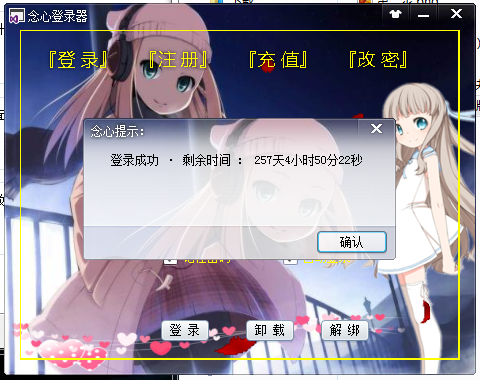 念心登录器
『登 录』 『注 册』 『充 值』 『改 密』
念心提示:
登录成功 · 剩余时间 : 257天4小时50分22秒
确认
登 录 卸 载 解 绑